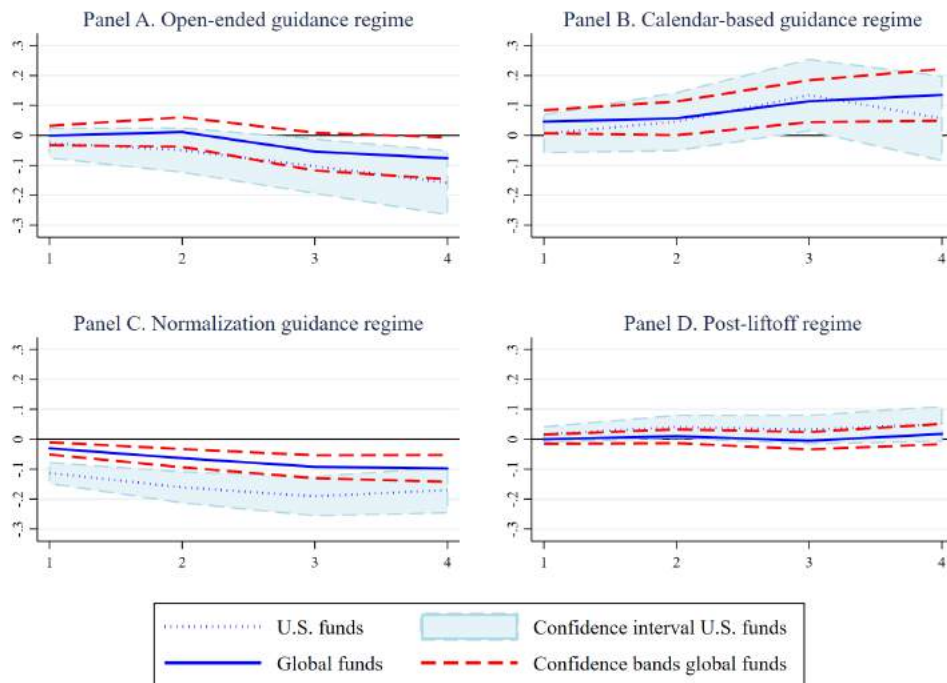 Panel A. Open-ended guidance regime
.3
.2
.1
0
-.1
-.2
-.3
1 2 3 4
Panel B. Calendar-based guidance regime
.3
.2
.1
0
-.1
-.2
-.3
1 2 3 4
Panel C. Normalization guidance regime
.3
.2
.1
0
-.1
-.2
-.3
1 2 3 4
Panel D. Post-liftoff regime
.3
.2
.1
0
-.1
-.2
-.3
1 2 3 4
U.S. funds Confidence interval U.S. funds
Global funds Confidence bands global funds